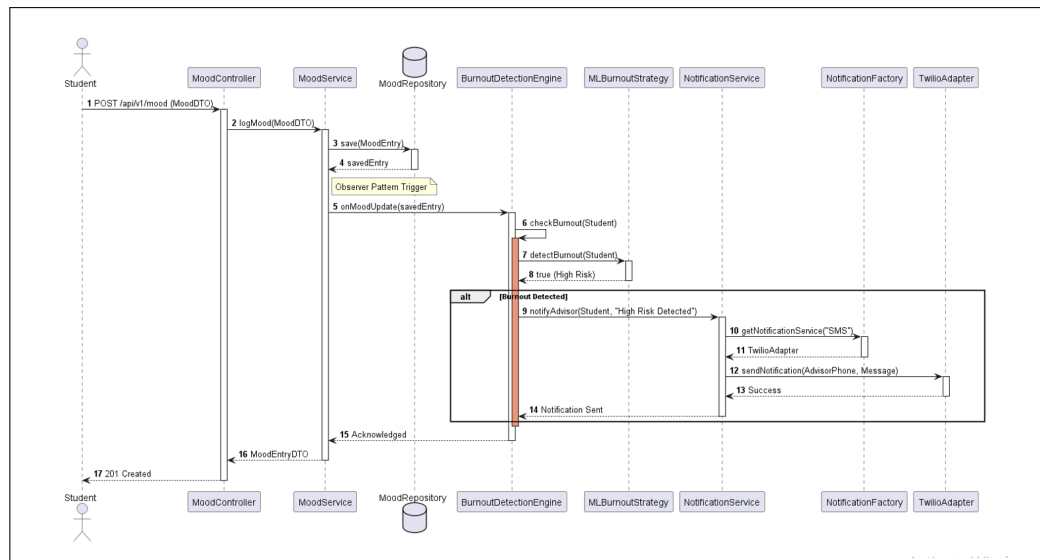 Student
MoodController
MoodService
MoodRepository
BurnoutDetectionEngine
MLBurnoutStrategy
NotificationService
NotificationFactory
TwilioAdapter
1 POST /api/v1/mood (MoodDTO)
2 logMood(MoodDTO)
3 save(MoodEntry)
4 savedEntry
Observer Pattern Trigger
5 onMoodUpdate(savedEntry)
6 checkBurnout(Student)
7 detectBurnout(Student)
8 true (High Risk)
alt [Burnout Detected]
9 notifyAdvisor(Student, "High Risk Detected")
10 getNotificationService("SMS")
11 TwilioAdapter
12 sendNotification(AdvisorPhone, Message)
13 Success
14 Notification Sent
15 Acknowledged
16 MoodEntryDTO
17 201 Created
Student
MoodController
MoodService
MoodRepository
BurnoutDetectionEngine
MLBurnoutStrategy
NotificationService
NotificationFactory
TwilioAdapter